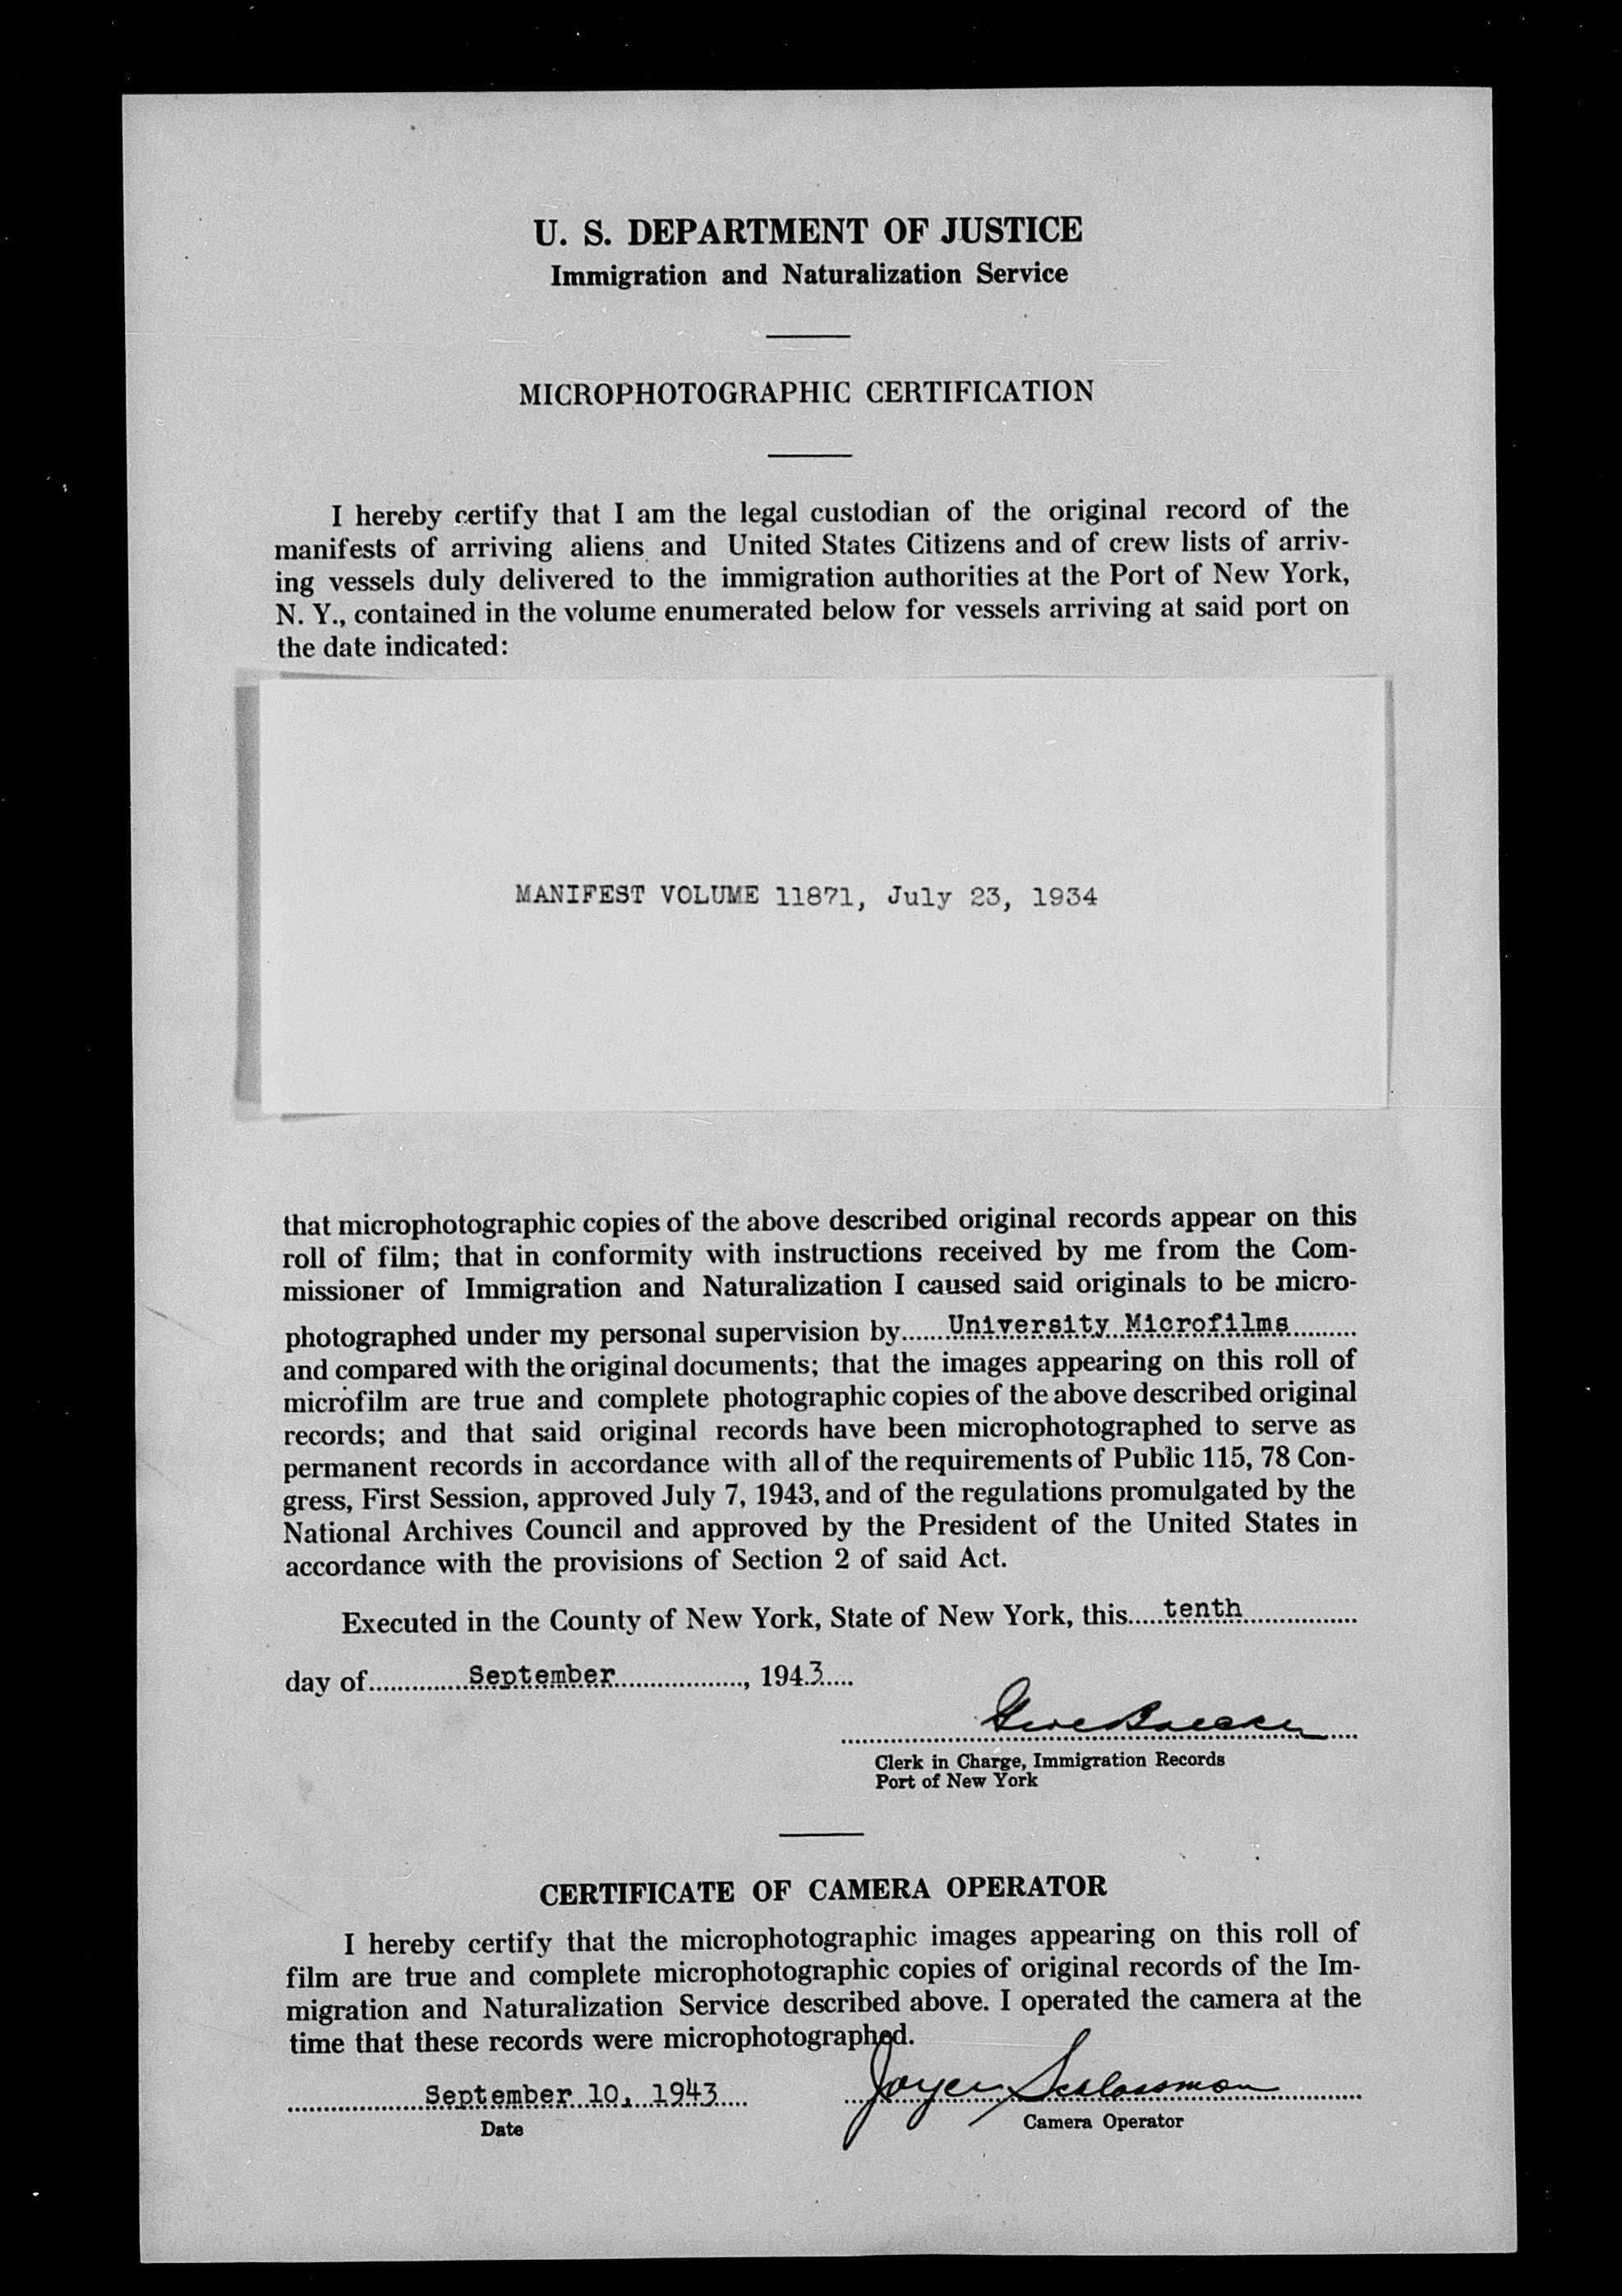 U. S. DEPARTMENT OF JUSTICE
Immigration and Naturalization Service
MICROPHOTOGRAPHIC CERTIFICATION
I hereby certify that I am the legal custodian of the original record of the
manifests of arriving aliens and United States Citizens and of crew lists of arriv-
ing vessels duly delivered to the immigration authorities at the Port of New York,
N. Y., contained in the volume enumerated below for vessels arriving at said port on
the date indicated:
MANIFEST VOLUME 11871, July 23, 1934
that microphotographic copies of the above described original records appear on this
roll of film; that in conformity with instructions received by me from the Com-
missioner of Immigration and Naturalization I caused said originals to be micro-
photographed under my personal supervision by University Microfilms
and compared with the original documents; that the images appearing on this roll of
microfilm are true and complete photographic copies of the above described original
records; and that said original records have been microphotographed to serve as
permanent records in accordance with all of the requirements of Public 115, 78 Con-
gress, First Session, approved July 7, 1943, and of the regulations promulgated by the
National Archives Council and approved by the President of the United States in
accordance with the provisions of Section 2 of said Act.
Executed in the County of New York, State of New York, this tenth
day of September, 1943
Clerk in Charge, Immigration Records
Port of New York
CERTIFICATE OF CAMERA OPERATOR
I hereby certify that the microphotographic images appearing on this roll of
film are true and complete microphotographic copies of original records of the Im-
migration and Naturalization Service described above. I operated the camera at the
time that these records were microphotographed.
September 10, 1943 Joyce Schlossman
Date
Camera Operator